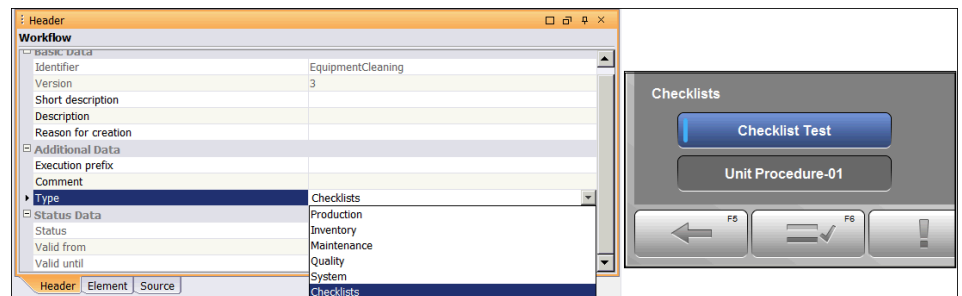 Header
Workflow
Basic Data
Identifier EquipmentCleaning
Version 3
Short description
Description
Reason for creation
Additional Data
Execution prefix
Comment
Type Checklists
Status Data Production
Status Inventory
Valid from Maintenance
Valid until Quality
System
Checklists
Header Element Source
Checklists
Checklist Test
Unit Procedure-01
F5 F6
!